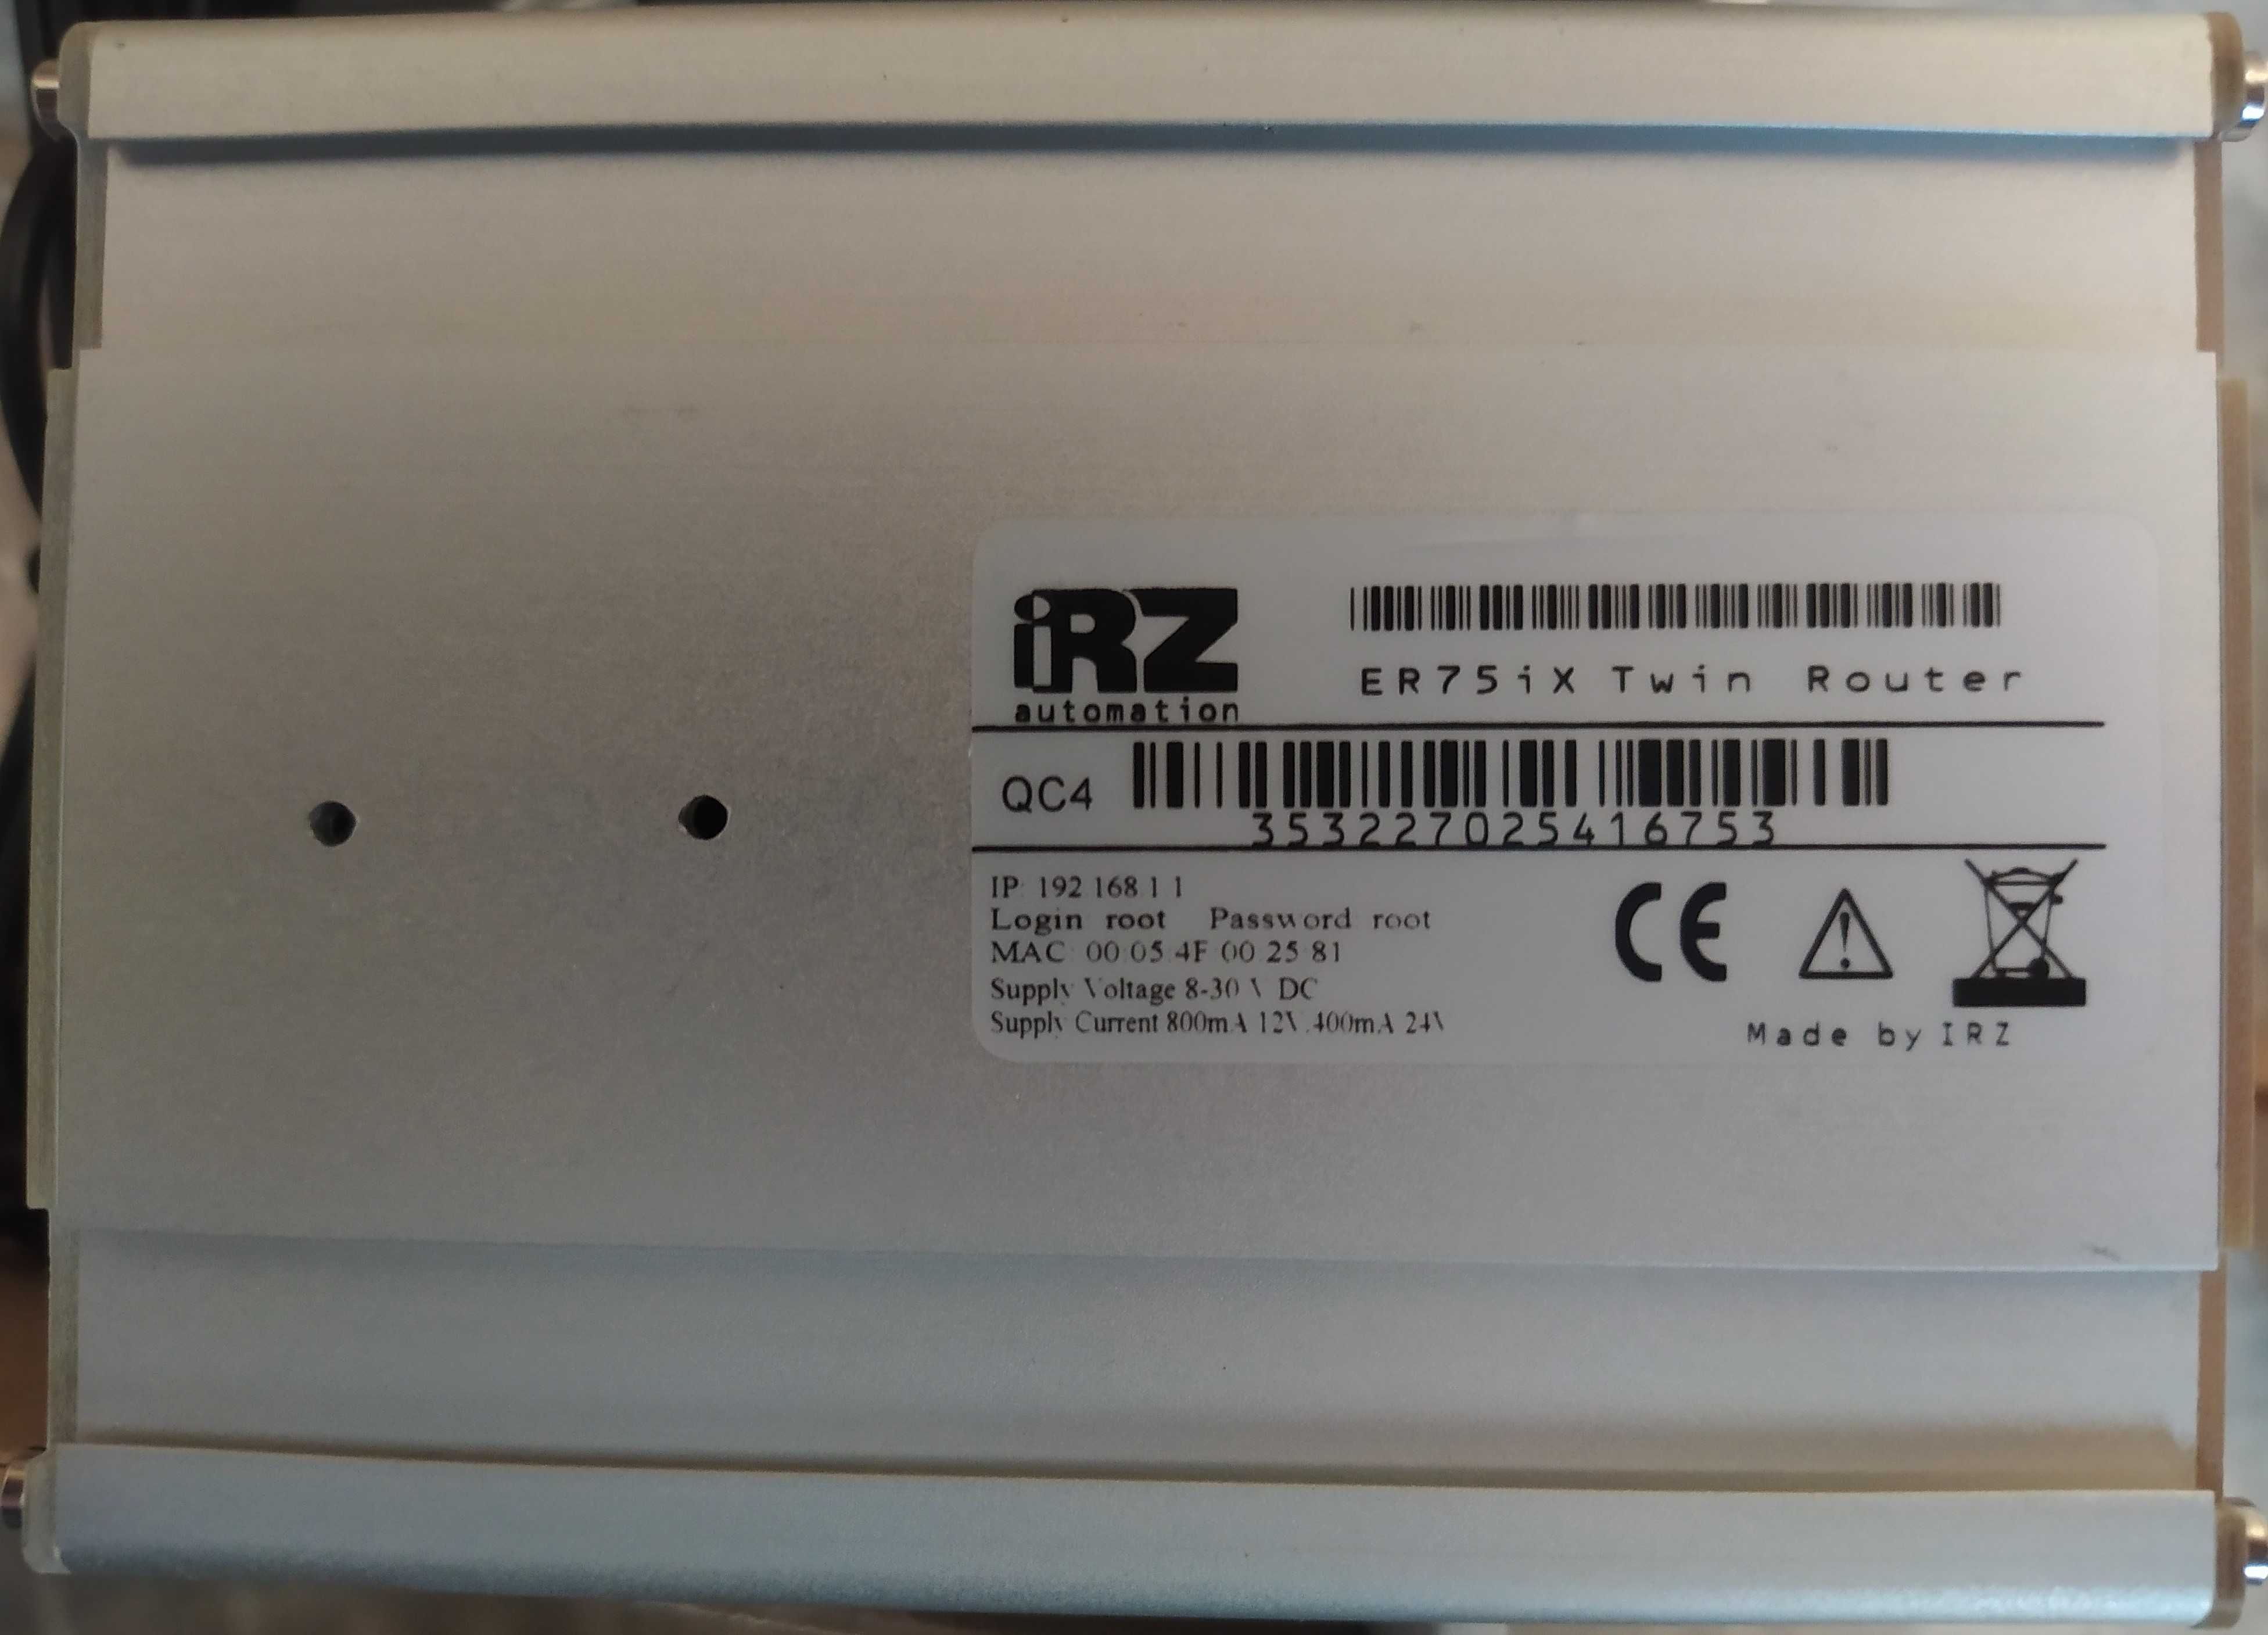 iRZ
automation
ER75iX Twin Router
QC4
353227025416753
IP 192 168 1 1
Login root Password root
MAC 00 05 4F 00 25 81
Supply Voltage 8-30 V DC
Supply Current 800mA 12V 400mA 24V
CE
Made by IRZ